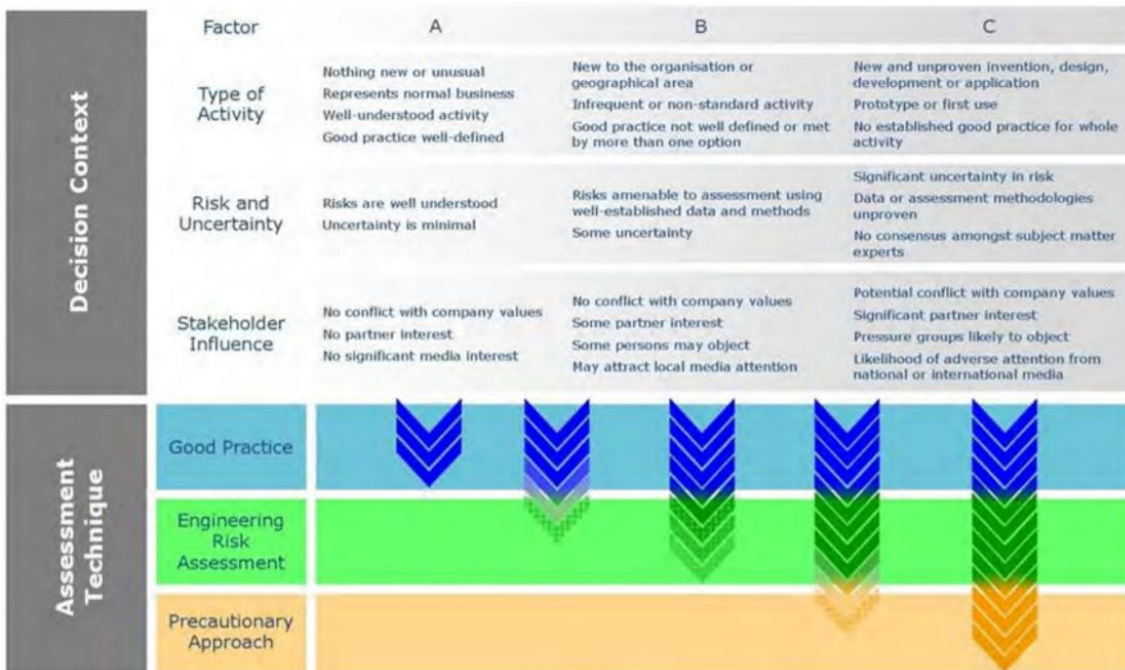 Decision Context
Factor
A
B
C
Type of
Activity
Nothing new or unusual
Represents normal business
Well-understood activity
Good practice well-defined
New to the organisation or
geographical area
Infrequent or non-standard activity
Good practice not well defined or met
by more than one option
New and unproven invention, design,
development or application
Prototype or first use
No established good practice for whole
activity
Risk and
Uncertainty
Risks are well understood
Uncertainty is minimal
Risks amenable to assessment using
well-established data and methods
Some uncertainty
Significant uncertainty in risk
Data or assessment methodologies
unproven
No consensus amongst subject matter
experts
Stakeholder
Influence
No conflict with company values
No partner interest
No significant media interest
No conflict with company values
Some partner interest
Some persons may object
May attract local media attention
Potential conflict with company values
Significant partner interest
Pressure groups likely to object
Likelihood of adverse attention from
national or international media
Assessment
Technique
Good Practice
Engineering
Risk
Assessment
Precautionary
Approach